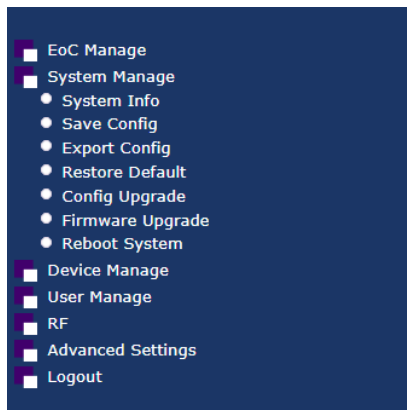 EoC Manage
System Manage
System Info
Save Config
Export Config
Restore Default
Config Upgrade
Firmware Upgrade
Reboot System
Device Manage
User Manage
RF
Advanced Settings
Logout